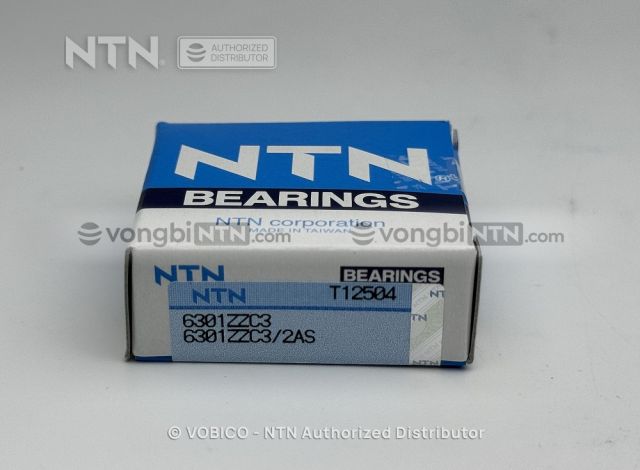 NTN
AUTHORIZED
DISTRIBUTOR
NTN
BEARINGS
NTN corporation
MADE IN TAIWAN
vongbiNTN.com
vongbiNTN.com
NTN
BEARINGS
NTN
T12504
NTN
6301ZZC3
6301ZZC3/2AS
© VOBICO - NTN Authorized Distributor